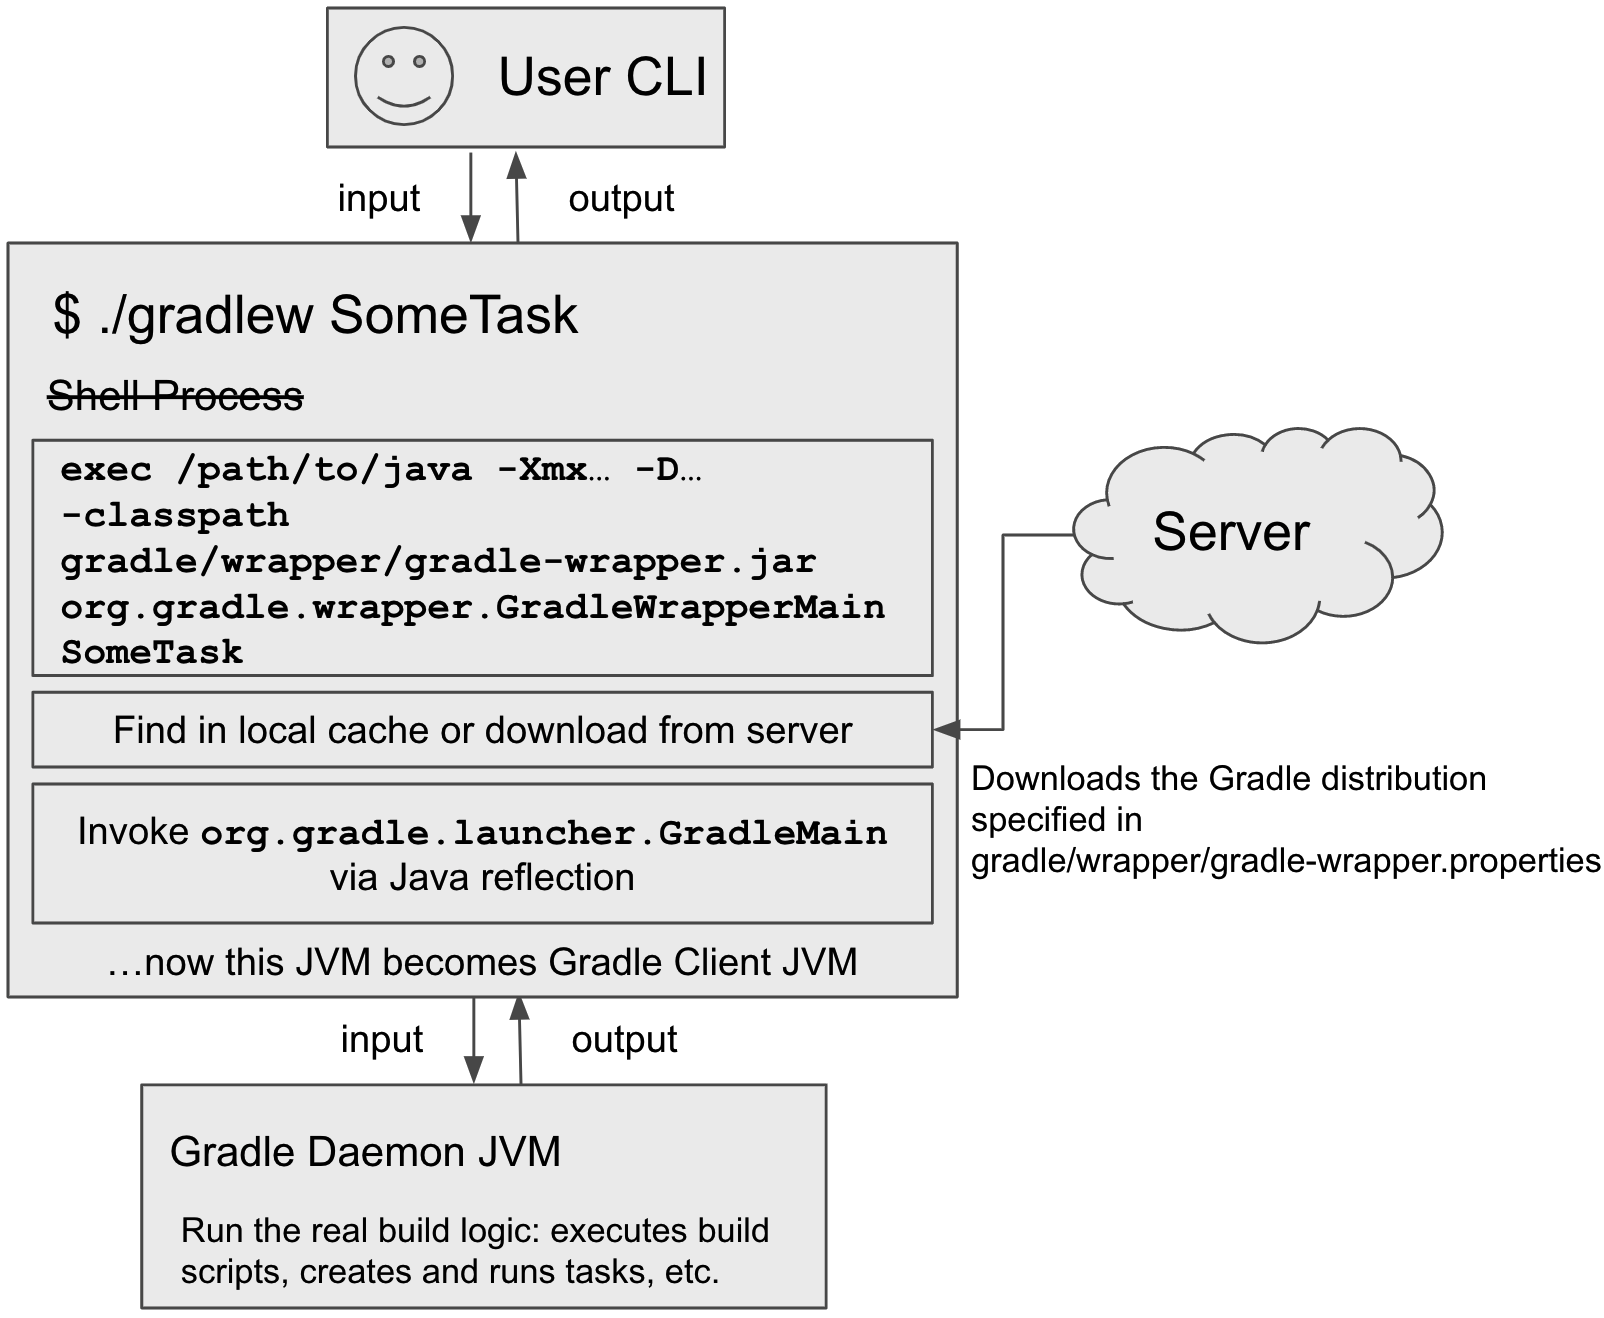 User CLI
input
output
$ ./gradlew SomeTask
Shell Process
exec /path/to/java -Xmx… -D…
-classpath
gradle/wrapper/gradle-wrapper.jar
org.gradle.wrapper.GradleWrapperMain
SomeTask
Server
Find in local cache or download from server
Downloads the Gradle distribution
specified in
gradle/wrapper/gradle-wrapper.properties
Invoke org.gradle.launcher.GradleMain
via Java reflection
…now this JVM becomes Gradle Client JVM
input
output
Gradle Daemon JVM
Run the real build logic: executes build
scripts, creates and runs tasks, etc.